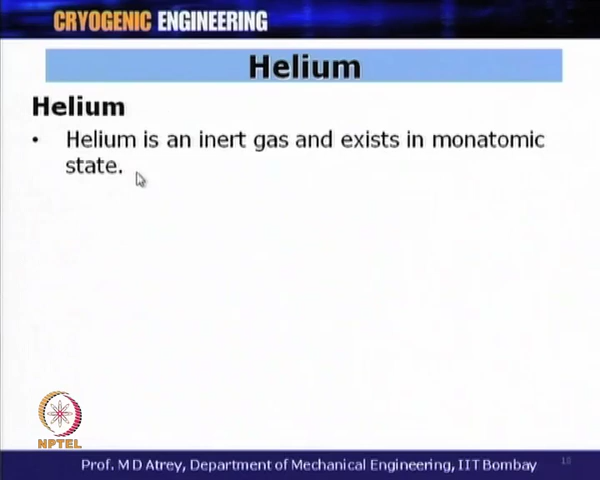 CRYOGENIC ENGINEERING
Helium
Helium
• Helium is an inert gas and exists in monatomic
state.
NPTEL
Prof. M D Atrey, Department of Mechanical Engineering, IIT Bombay
18